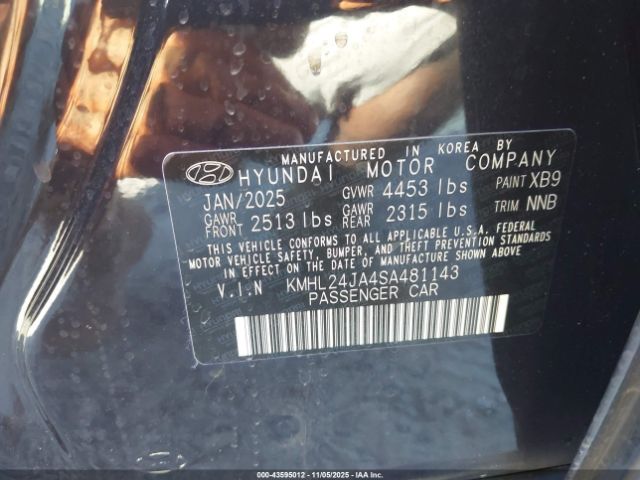 MANUFACTURED IN KOREA BY
HYUNDAI MOTOR COMPANY
JAN/2025 GVWR 4453 lbs PAINT XB9
GAWR FRONT 2513 lbs GAWR REAR 2315 lbs TRIM NNB
THIS VEHICLE CONFORMS TO ALL APPLICABLE U.S.A. FEDERAL
MOTOR VEHICLE SAFETY, BUMPER, AND THEFT PREVENTION STANDARDS
IN EFFECT ON THE DATE OF MANUFACTURE SHOWN ABOVE.
V.I.N KMHL24JA4SA481143
PASSENGER CAR
000-43595012 - 11/05/2025 - IAA Inc.